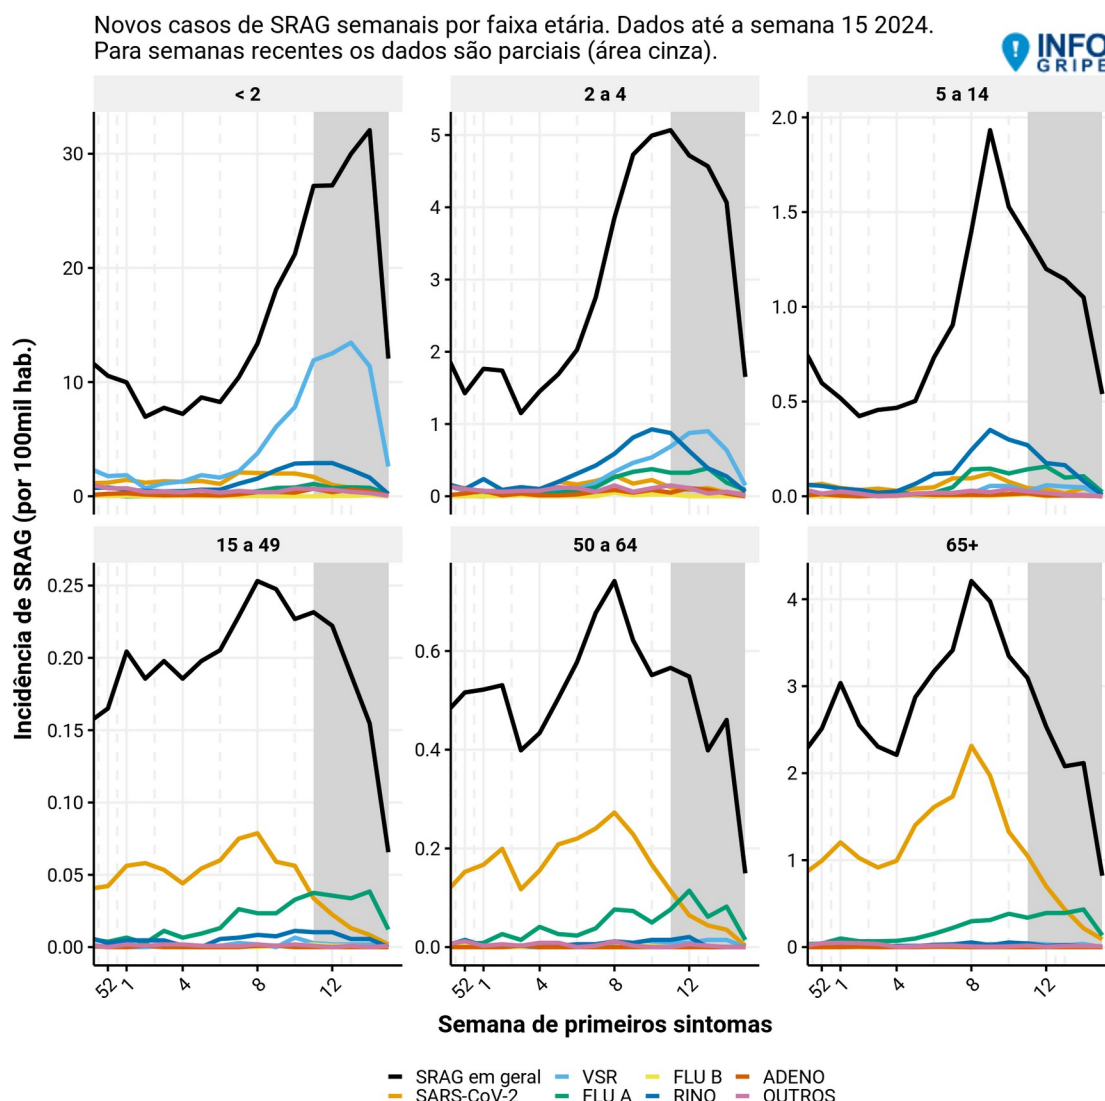 Novos casos de SRAG semanais por faixa etária. Dados até a semana 15 2024.
Para semanas recentes os dados são parciais (área cinza).
INFO
GRIPE
< 2
2 a 4
5 a 14
30
20
10
0
5
4
3
2
1
0
2.0
1.5
1.0
0.5
0.0
Incidência de SRAG (por 100mil hab.)
15 a 49
50 a 64
65+
0.25
0.20
0.15
0.10
0.05
0.00
0.6
0.4
0.2
0.0
4
3
2
1
0
52 1 4 8 12
52 1 4 8 12
52 1 4 8 12
Semana de primeiros sintomas
SRAG em geral VSR FLU B ADENO
SARS-CoV-2 FLU A RINO OUTROS